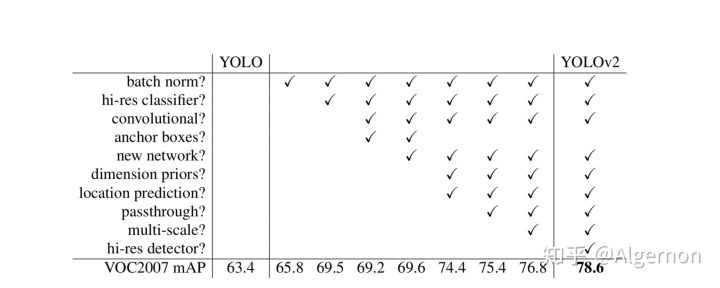 YOLO YOLOv2
batch norm? ✓ ✓ ✓ ✓ ✓ ✓ ✓ ✓
hi-res classifier? ✓ ✓ ✓ ✓ ✓ ✓ ✓
convolutional? ✓ ✓ ✓ ✓ ✓ ✓
anchor boxes? ✓ ✓
new network? ✓ ✓ ✓ ✓ ✓
dimension priors? ✓ ✓ ✓ ✓
location prediction? ✓ ✓ ✓ ✓
passthrough? ✓ ✓ ✓
multi-scale? ✓ ✓
hi-res detector? ✓
VOC2007 mAP 63.4 65.8 69.5 69.2 69.6 74.4 75.4 76.8 78.6
知乎 @Algernon